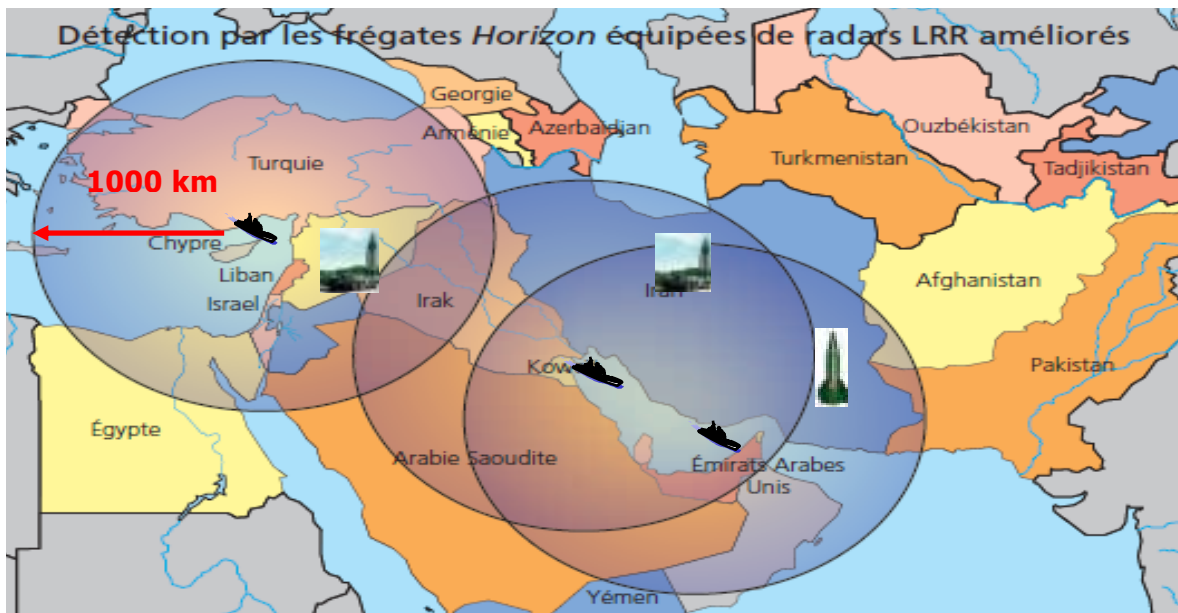 Détection par les frégates Horizon équipées de radars LRR améliorés
Georgie
Arménie
Azerbaïdjan
Ouzbékistan
Turquie
Turkmenistan
Tadjikistan
1000 km
Chypre
Liban
Afghanistan
Israel
Irak
Iran
Kow
Pakistan
Égypte
Arabie Saoudite
Émirats Arabes
Unis
Yémen